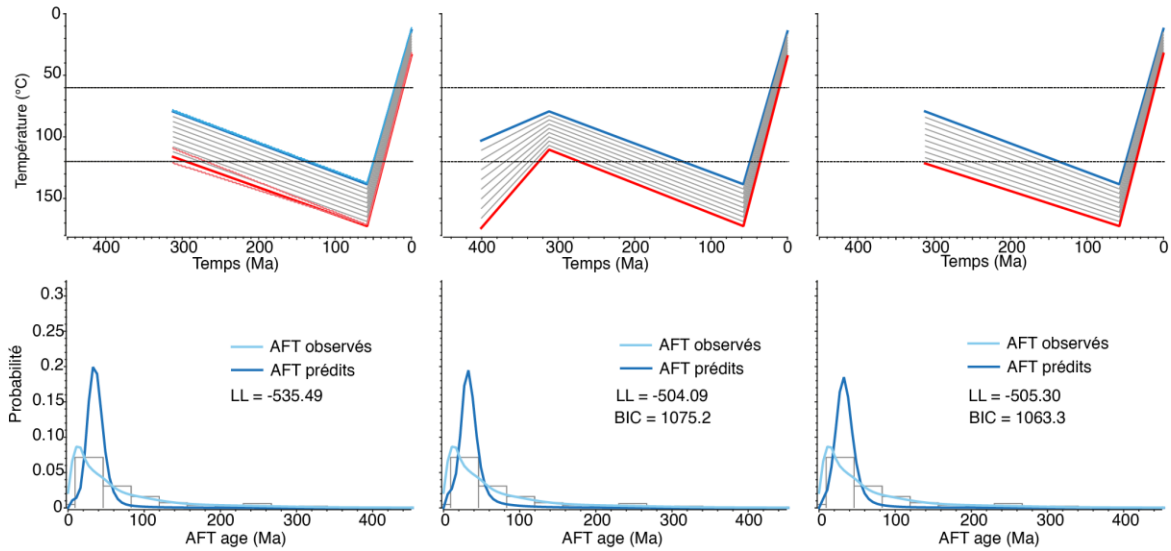 0
50
100
150
Température (°C)
400 300 200 100 0
Temps (Ma)
400 300 200 100 0
Temps (Ma)
400 300 200 100 0
Temps (Ma)
0.3
0.25
0.2
0.15
0.1
0.05
0
Probabilité
AFT observés
AFT prédits
LL = -535.49
0 100 200 300 400
AFT age (Ma)
AFT observés
AFT prédits
LL = -504.09
BIC = 1075.2
0 100 200 300 400
AFT age (Ma)
AFT observés
AFT prédits
LL = -505.30
BIC = 1063.3
0 100 200 300 400
AFT age (Ma)